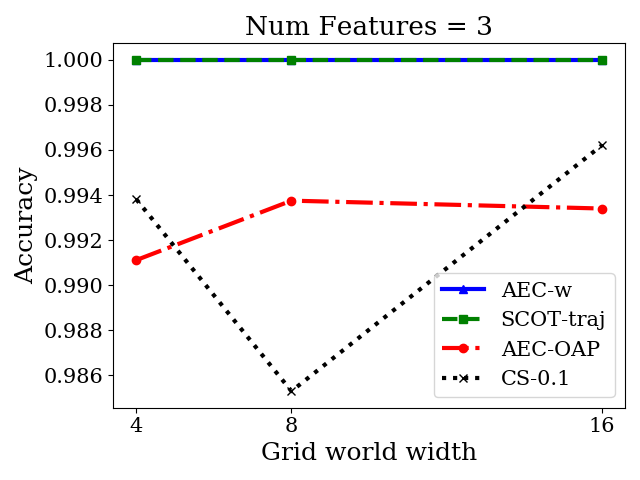 Num Features = 3
1.000
0.998
0.996
0.994
0.992
0.990
0.988
0.986
Accuracy
AEC-w
SCOT-traj
AEC-OAP
CS-0.1
4 8 16
Grid world width